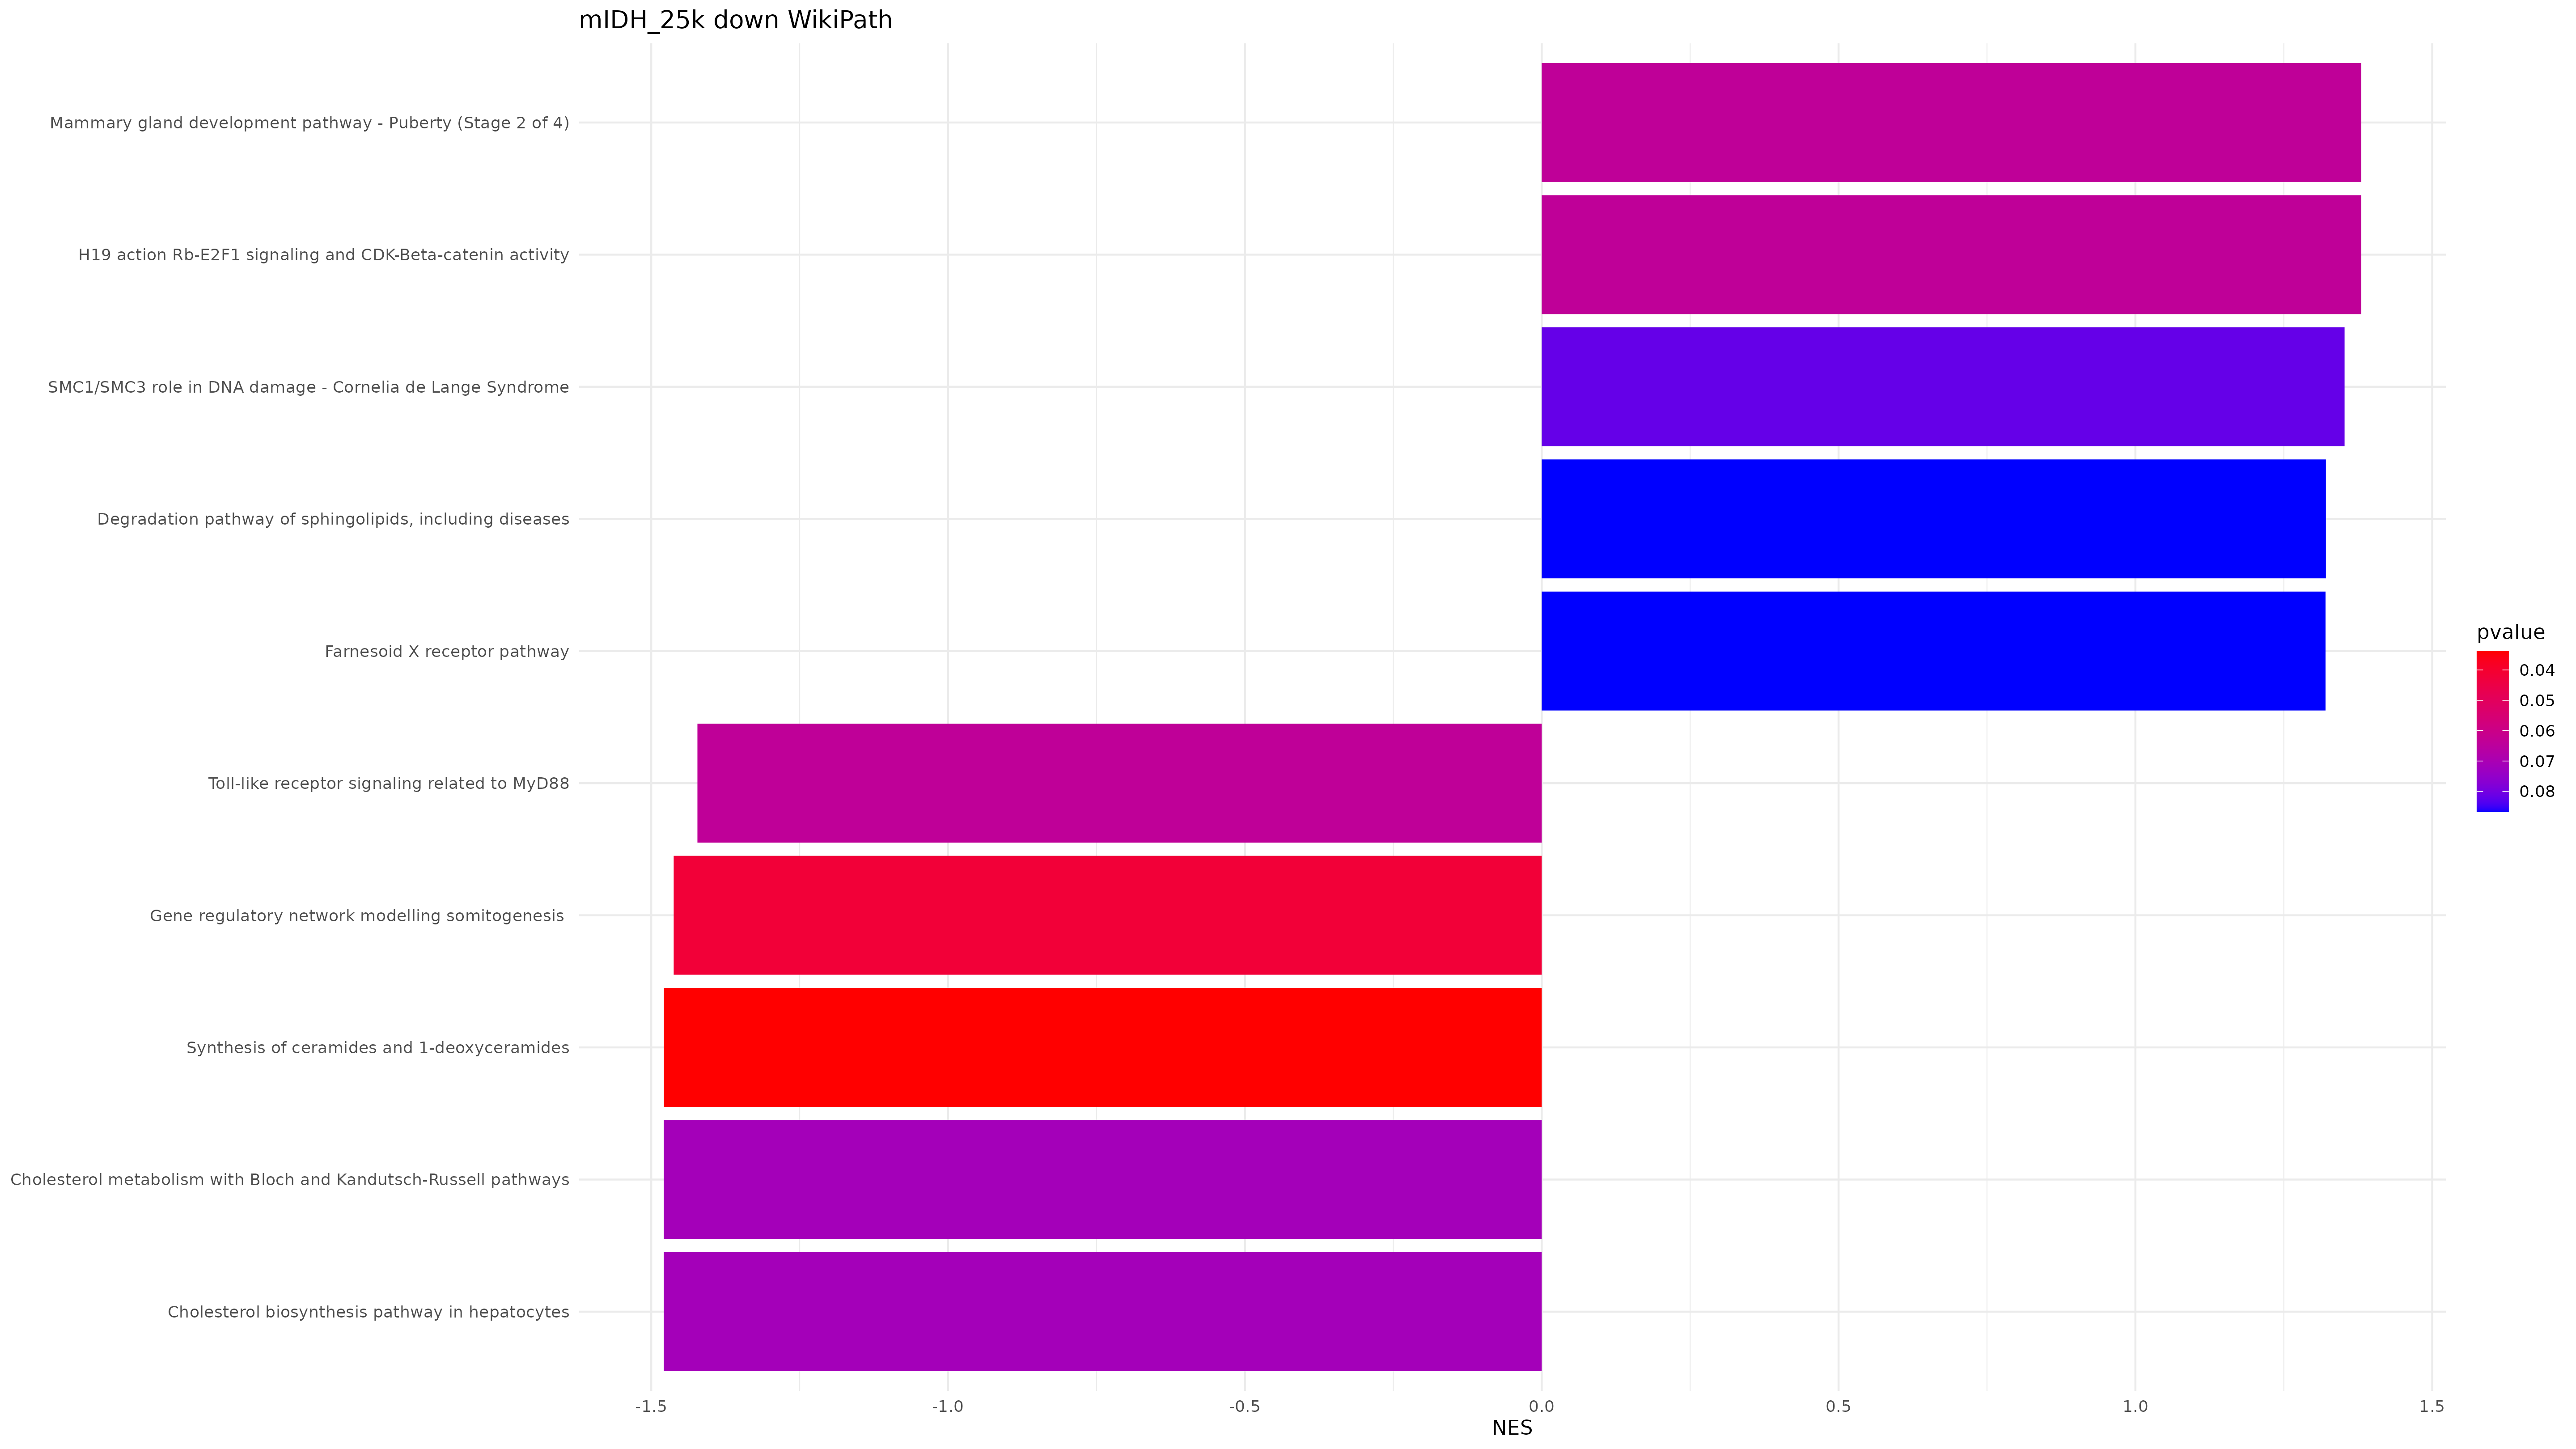 mIDH_25k down WikiPath
Mammary gland development pathway - Puberty (Stage 2 of 4)
H19 action Rb-E2F1 signaling and CDK-Beta-catenin activity
SMC1/SMC3 role in DNA damage - Cornelia de Lange Syndrome
Degradation pathway of sphingolipids, including diseases
Farnesoid X receptor pathway
Toll-like receptor signaling related to MyD88
Gene regulatory network modelling somitogenesis
Synthesis of ceramides and 1-deoxyceramides
Cholesterol metabolism with Bloch and Kandutsch-Russell pathways
Cholesterol biosynthesis pathway in hepatocytes
-1.5 -1.0 -0.5 0.0 0.5 1.0 1.5
NES
pvalue
0.04
0.05
0.06
0.07
0.08